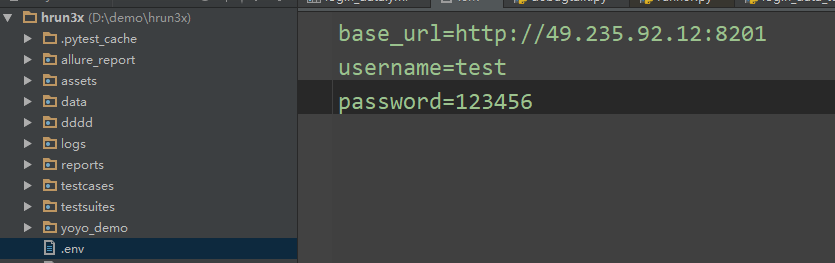 hrun3x (D:\demo\hrun3x)
.pytest_cache
allure_report
assets
data
dddd
logs
reports
testcases
testsuites
yoyo_demo
.env
base_url=http://49.235.92.12:8201
username=test
password=123456